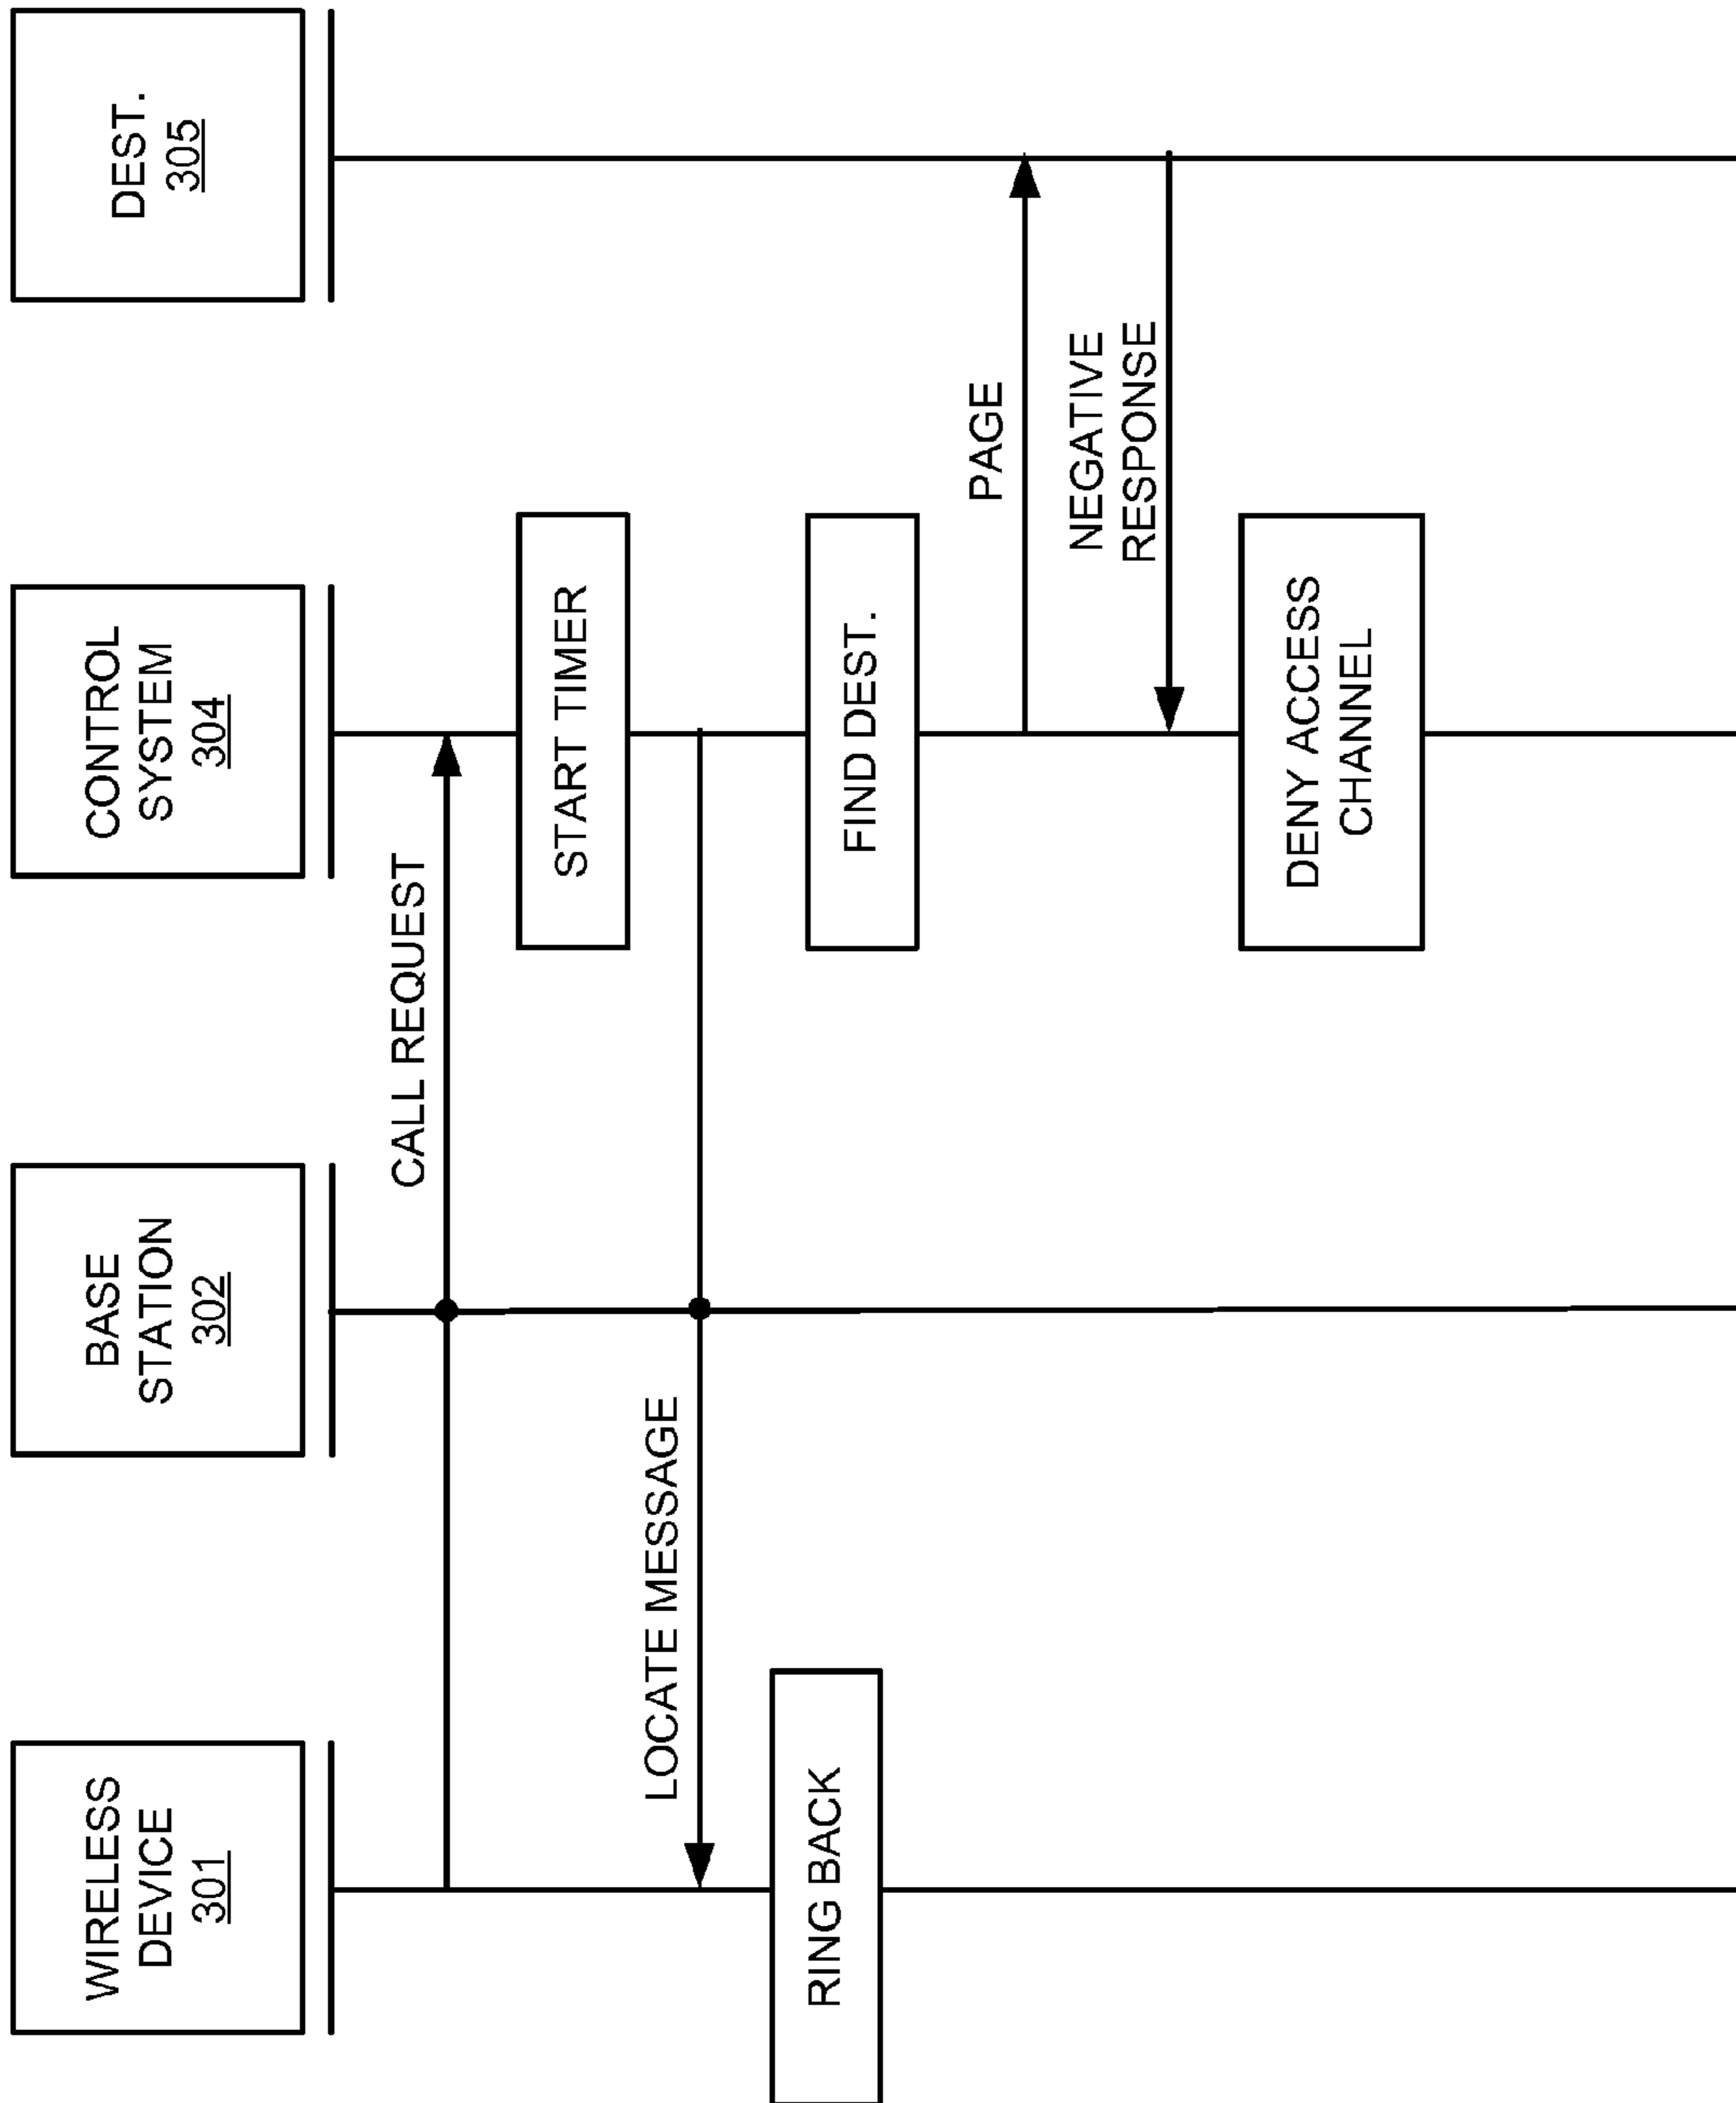 WIRELESS
DEVICE
301
BASE
STATION
302
CONTROL
SYSTEM
304
DEST.
305
CALL REQUEST
START TIMER
LOCATE MESSAGE
RING BACK
FIND DEST.
PAGE
NEGATIVE
RESPONSE
DENY ACCESS
CHANNEL